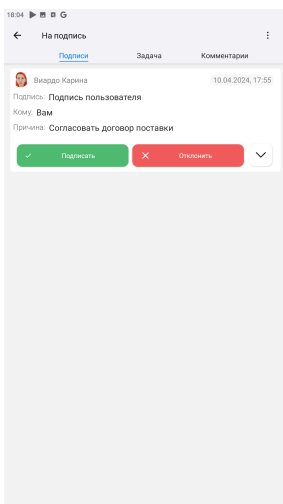 18:04
На подпись
Подписи Задача Комментарии
Виардо Карина 10.04.2024, 17:55
Подпись: Подпись пользователя
Кому: Вам
Причина: Согласовать договор поставки
Подписать Отклонить